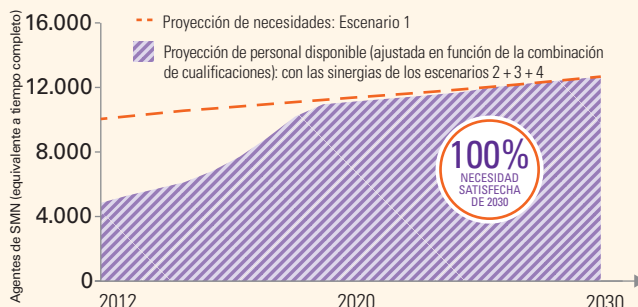 Agentes de SMN (equivalente a tiempo completo)
16.000
12.000
8.000
4.000
0
Proyección de necesidades: Escenario 1
Proyección de personal disponible (ajustada en función de la combinación
de cualificaciones): con las sinergias de los escenarios 2 + 3 + 4
100%
NECESIDAD
SATISFECHA
DE 2030
2012 2020 2030